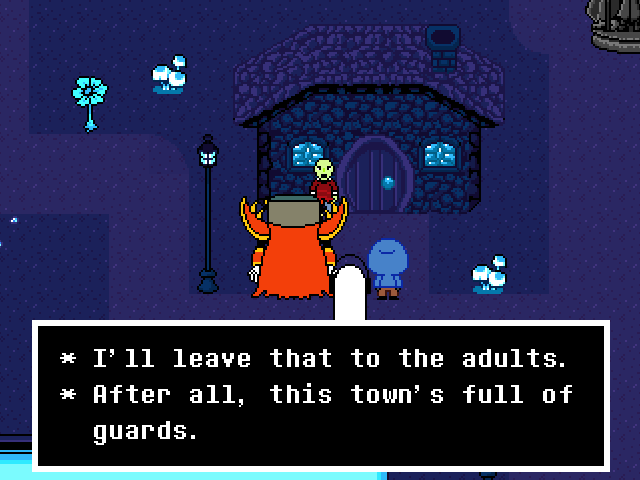 * I'll leave that to the adults.
* After all, this town's full of
guards.